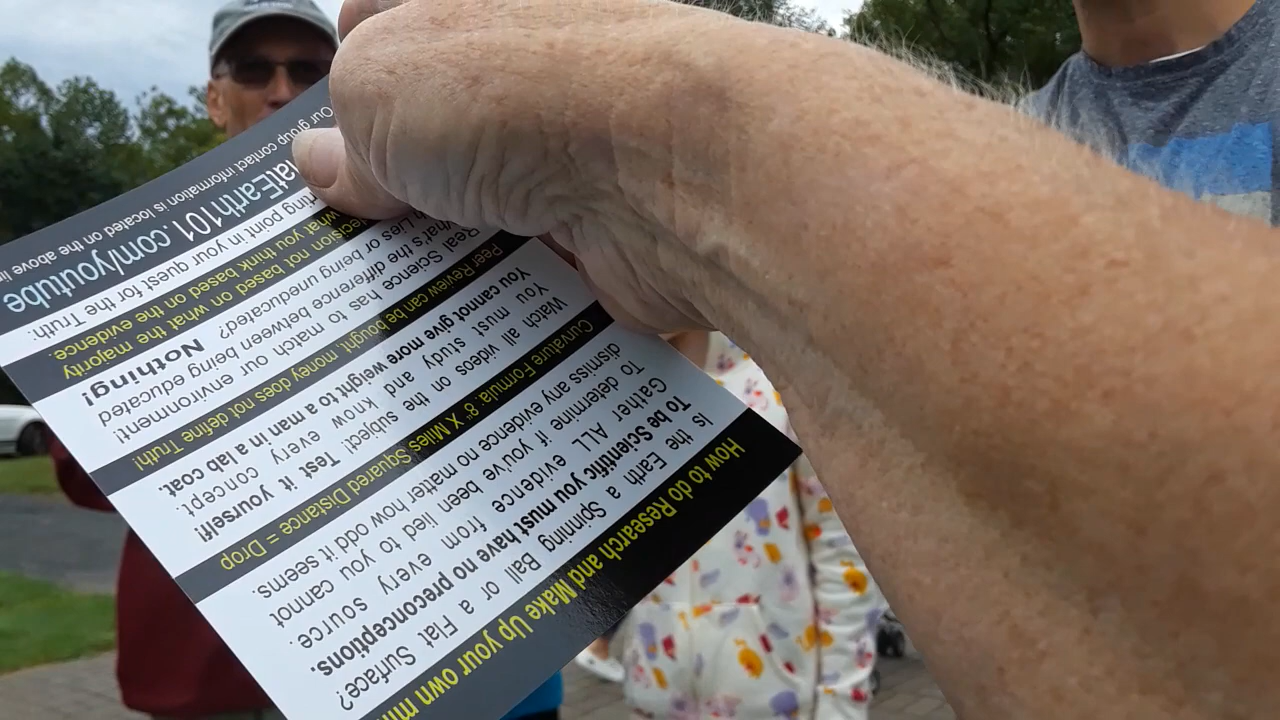 How to do Research and Make Up your own
Is the Earth a Spinning Ball or a Flat Surface?
To be Scientific you must have no preconceptions.
Gather ALL evidence from every source.
To determine if you've been lied to you cannot
dismiss any evidence no matter how odd it seems.
Curvature Formula: 8" X Miles Squared Distance = Drop
Watch all videos on the subject! Test it yourself!
You must study and know every concept.
You cannot give more weight to a man in a lab coat.
Peer Review can be bought, money does not define Truth!
Real Science has to match our environment!
What's the difference between being educated
Lies or being uneducated? Nothing!
decision not based on what the majority
what you think based on the evidence.
point in your quest for the Truth:
latEarth101.com/youtube
Our group contact information is located on the above